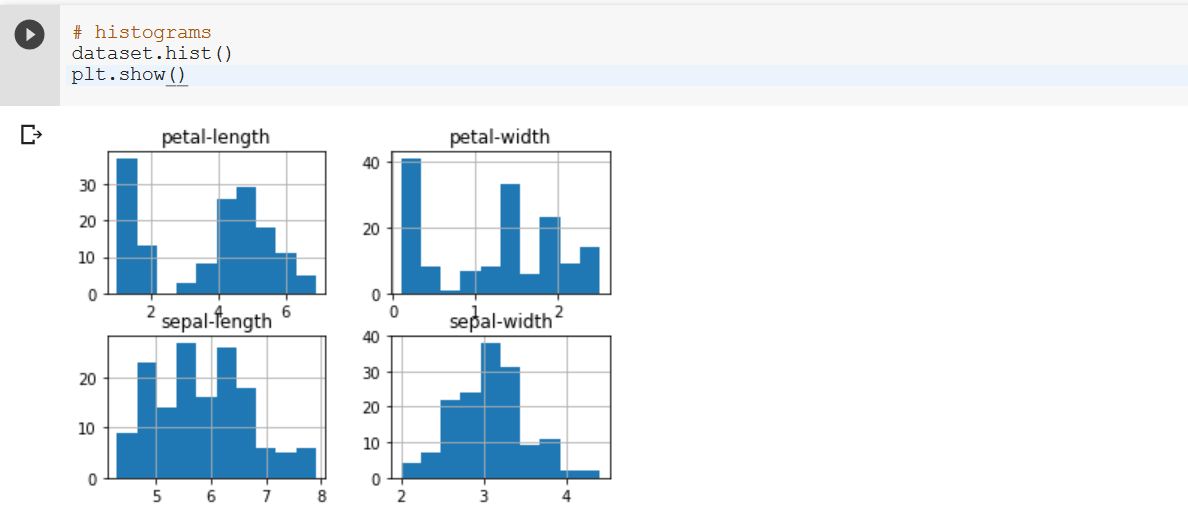 # histograms
dataset.hist()
plt.show()
petal-length
petal-width
30
20
10
0
40
20
0
2 4 6
0 1 2
sepal-length
sepal-width
20
10
0
40
30
20
10
0
5 6 7 8
2 3 4